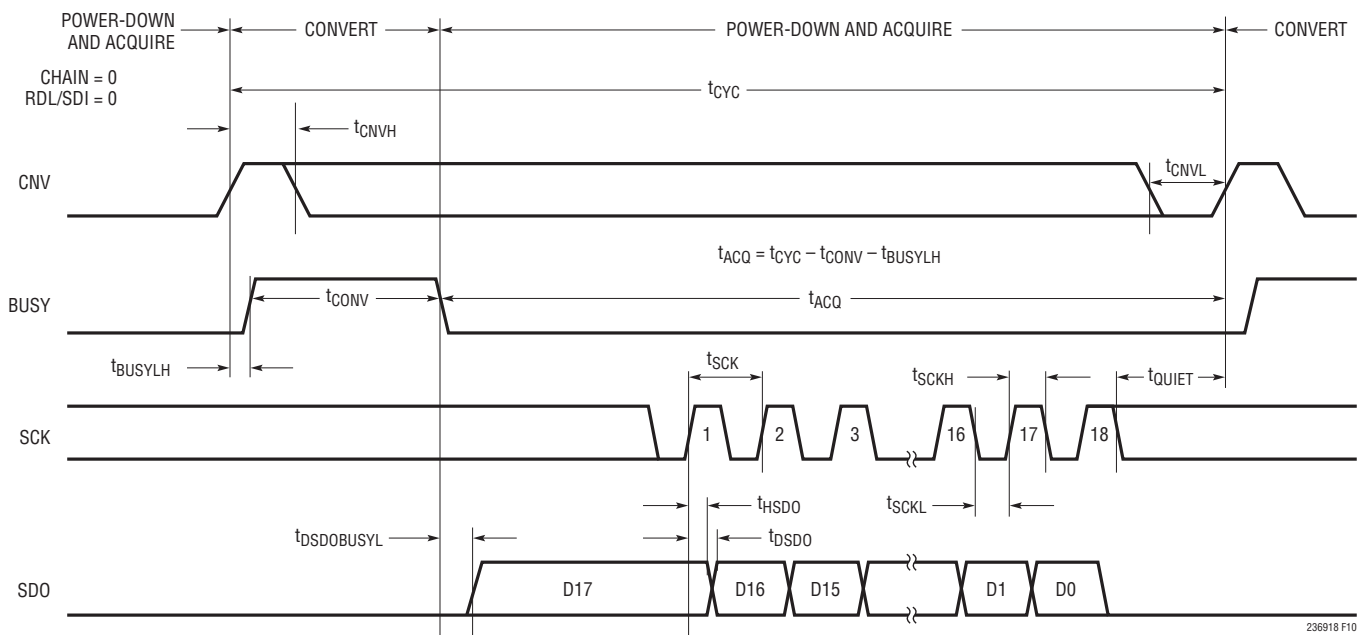 POWER-DOWN
AND ACQUIRE
CONVERT
POWER-DOWN AND ACQUIRE
CONVERT
CHAIN = 0
RDL/SDI = 0
tCYC
tCNVH
CNV
tCNVL
tACQ = tCYC – tCONV – tBUSYLH
BUSY
tCONV
tACQ
tBUSYLH
tSCK
tSCKH
tQUIET
SCK
1
2
3
16
17
18
tHSDO
tSCKL
tDSDOBUSYL
tDSDO
SDO
D17
D16
D15
D1
D0
236918 F10